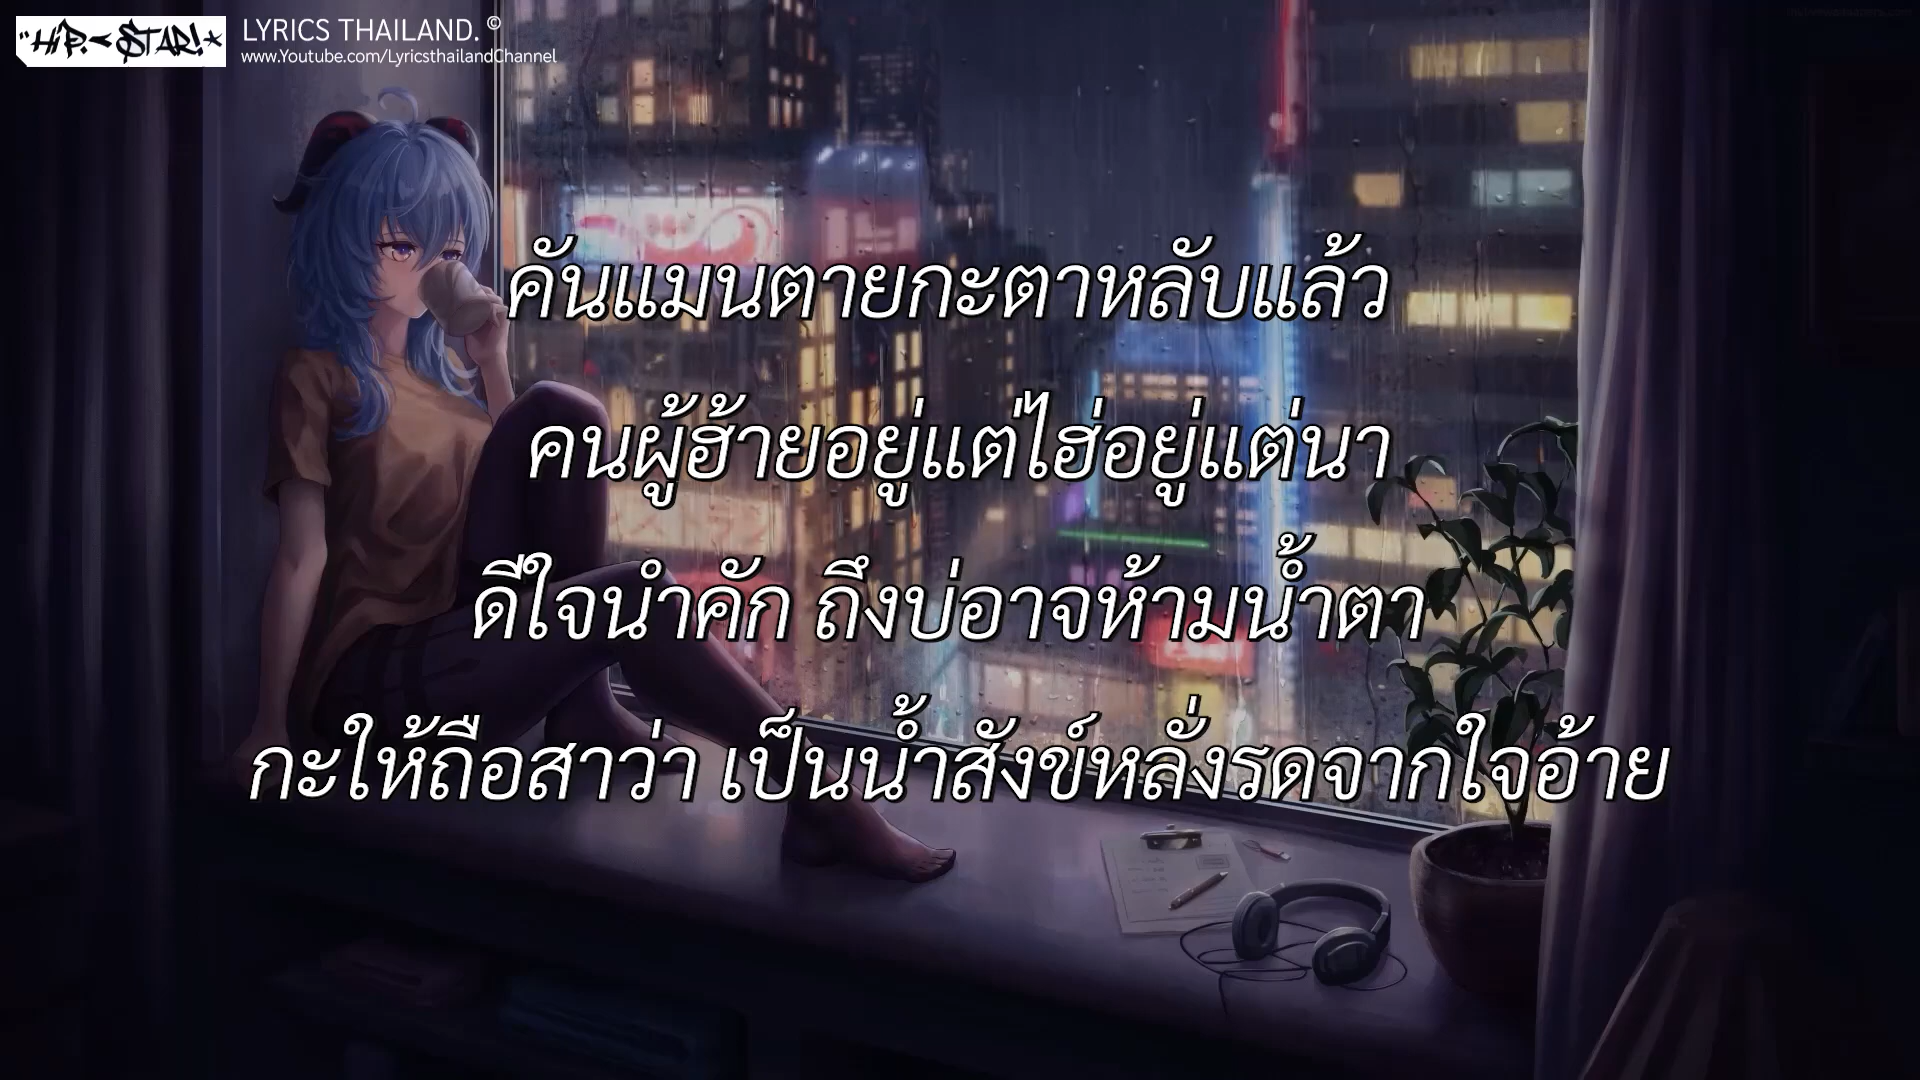 "HIP.-STAR!★
LYRICS THAILAND.©
www.Youtube.com/LyricsthailandChannel
คันแมนตายกะตาหลับแล้ว
คนผู้ฮ้ายอยู่แต่ไฮ่อยู่แต่นา
ดีใจนำคัก ถึงบ่อาจห้ามน้ำตา
กะให้ถือสาว่า เป็นน้ำสังข์หลั่งรดจากใจอ้าย